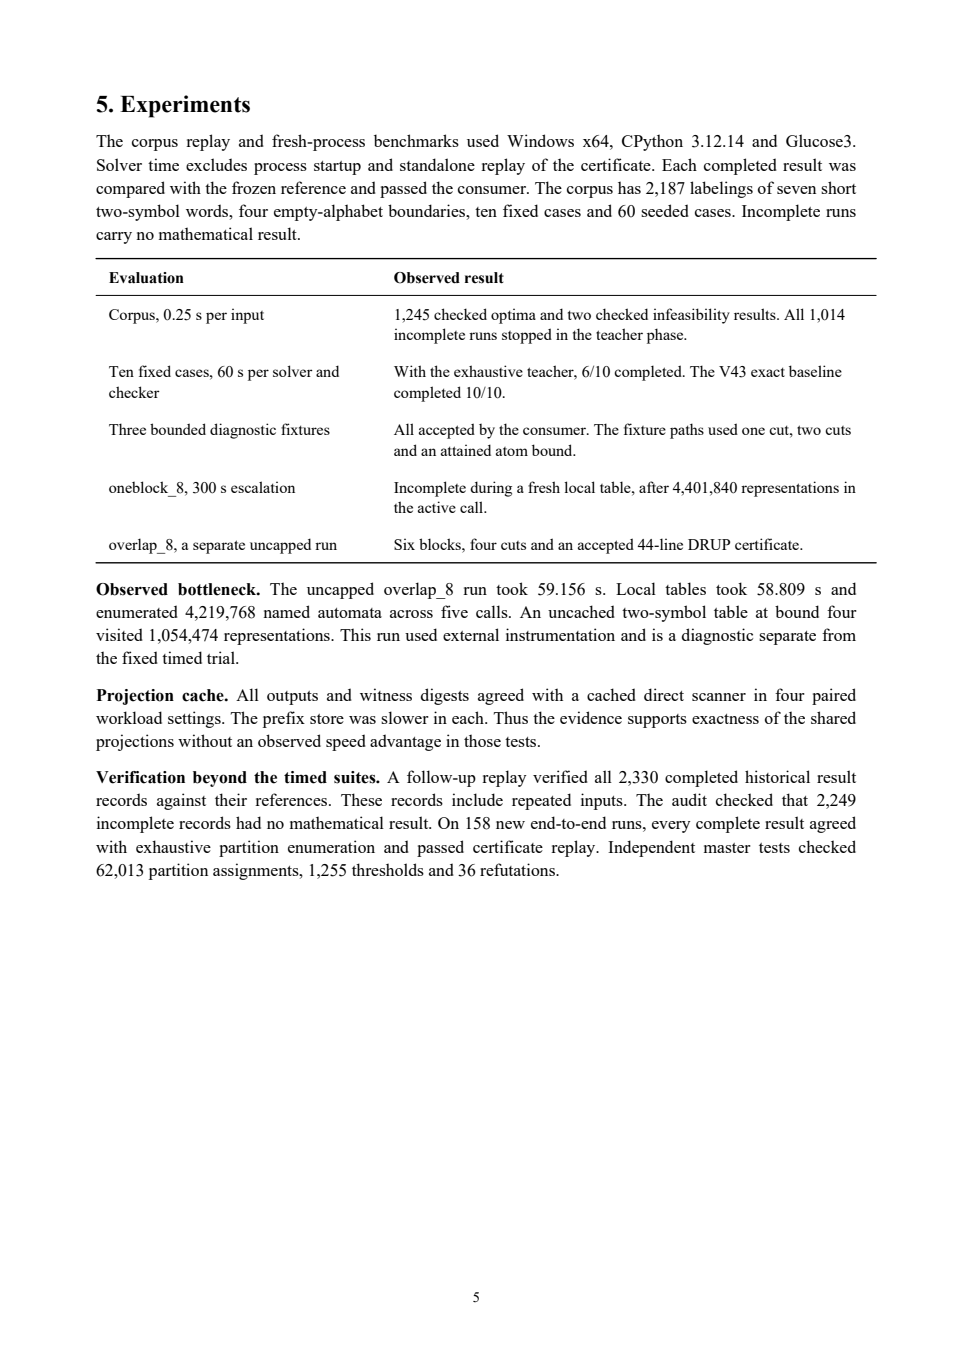 5. Experiments
The corpus replay and fresh-process benchmarks used Windows x64, CPython 3.12.14 and Glucose3.
Solver time excludes process startup and standalone replay of the certificate. Each completed result was
compared with the frozen reference and passed the consumer. The corpus has 2,187 labelings of seven short
two-symbol words, four empty-alphabet boundaries, ten fixed cases and 60 seeded cases. Incomplete runs
carry no mathematical result.
Evaluation Observed result
Corpus, 0.25 s per input 1,245 checked optima and two checked infeasibility results. All 1,014
incomplete runs stopped in the teacher phase.
Ten fixed cases, 60 s per solver and With the exhaustive teacher, 6/10 completed. The V43 exact baseline
checker completed 10/10.
Three bounded diagnostic fixtures All accepted by the consumer. The fixture paths used one cut, two cuts
and an attained atom bound.
oneblock_8, 300 s escalation Incomplete during a fresh local table, after 4,401,840 representations in
the active call.
overlap_8, a separate uncapped run Six blocks, four cuts and an accepted 44-line DRUP certificate.
Observed bottleneck. The uncapped overlap_8 run took 59.156 s. Local tables took 58.809 s and
enumerated 4,219,768 named automata across five calls. An uncached two-symbol table at bound four
visited 1,054,474 representations. This run used external instrumentation and is a diagnostic separate from
the fixed timed trial.
Projection cache. All outputs and witness digests agreed with a cached direct scanner in four paired
workload settings. The prefix store was slower in each. Thus the evidence supports exactness of the shared
projections without an observed speed advantage in those tests.
Verification beyond the timed suites. A follow-up replay verified all 2,330 completed historical result
records against their references. These records include repeated inputs. The audit checked that 2,249
incomplete records had no mathematical result. On 158 new end-to-end runs, every complete result agreed
with exhaustive partition enumeration and passed certificate replay. Independent master tests checked
62,013 partition assignments, 1,255 thresholds and 36 refutations.
5